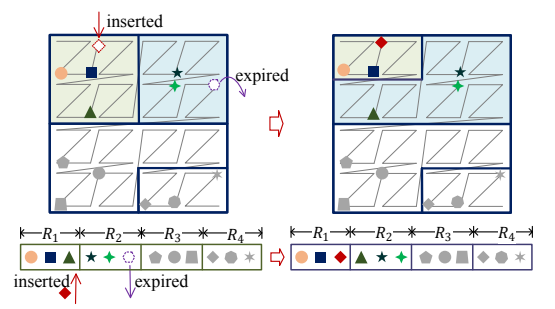 inserted
expired
R₁ R₂ R₃ R₄
R₁ R₂ R₃ R₄
inserted
expired